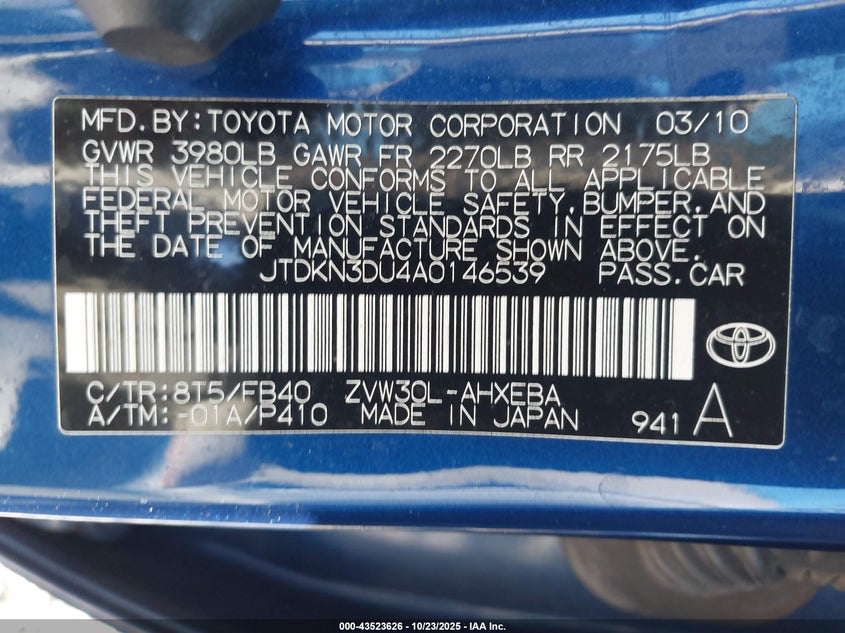 MFD.BY:TOYOTA MOTOR CORPORATION 03/10
GVWR 3980LB GAWR FR 2270LB RR 2175LB
THIS VEHICLE CONFORMS TO ALL APPLICABLE
FEDERAL MOTOR VEHICLE SAFETY,BUMPER,AND
THEFT PREVENTION STANDARDS IN EFFECT ON
THE DATE OF MANUFACTURE SHOWN ABOVE.
JTDKN3DU4A0146539 PASS.CAR
C/TR:8T5/FB40 ZVW30L-AHXEBA
A/TM:-01A/P410 MADE IN JAPAN 941 A
000-43523626 - 10/23/2025 - IAA Inc.